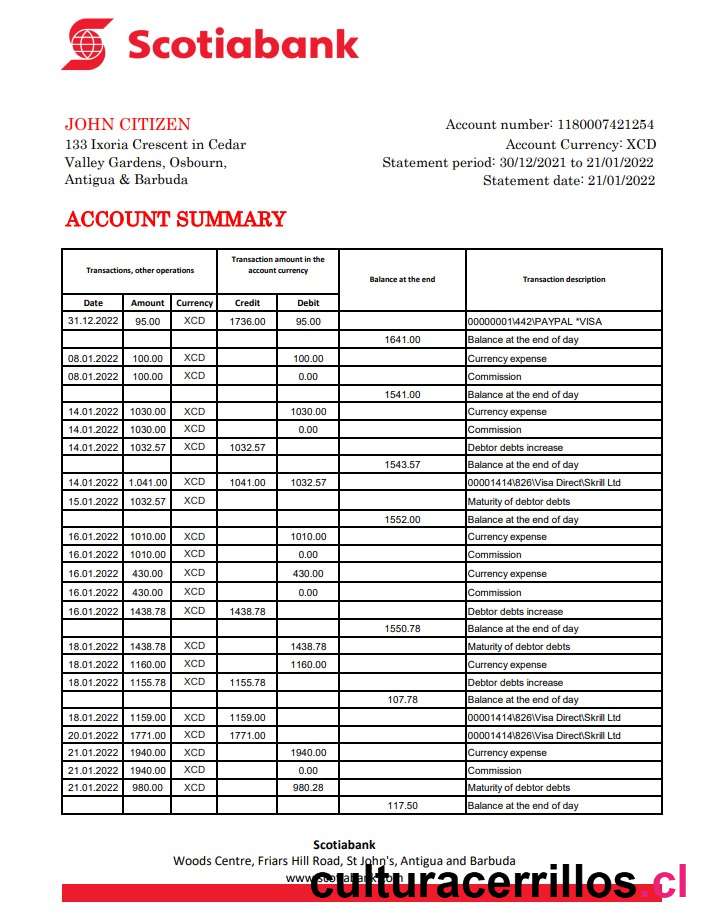 Scotiabank
JOHN CITIZEN
133 Ixoria Crescent in Cedar
Valley Gardens, Osbourn,
Antigua & Barbuda
Account number: 1180007421254
Account Currency: XCD
Statement period: 30/12/2021 to 21/01/2022
Statement date: 21/01/2022
ACCOUNT SUMMARY
Transactions, other operations
Transaction amount in the
account currency
Balance at the end
Transaction description
Date Amount Currency Credit Debit
31.12.2022 95.00 XCD 1736.00 95.00 00000001\442\PAYPAL *VISA
1641.00 Balance at the end of day
08.01.2022 100.00 XCD 100.00 Currency expense
08.01.2022 100.00 XCD 0.00 Commission
1541.00 Balance at the end of day
14.01.2022 1030.00 XCD 1030.00 Currency expense
14.01.2022 1030.00 XCD 0.00 Commission
14.01.2022 1032.57 XCD 1032.57 Debtor debts increase
1543.57 Balance at the end of day
14.01.2022 1.041.00 XCD 1041.00 1032.57 00001414\826\Visa Direct\Skrill Ltd
15.01.2022 1032.57 XCD Maturity of debtor debts
1552.00 Balance at the end of day
16.01.2022 1010.00 XCD 1010.00 Currency expense
16.01.2022 1010.00 XCD 0.00 Commission
16.01.2022 430.00 XCD 430.00 Currency expense
16.01.2022 430.00 XCD 0.00 Commission
16.01.2022 1438.78 XCD 1438.78 Debtor debts increase
1550.78 Balance at the end of day
18.01.2022 1438.78 XCD 1438.78 Maturity of debtor debts
18.01.2022 1160.00 XCD 1160.00 Currency expense
18.01.2022 1155.78 XCD 1155.78 Debtor debts increase
107.78 Balance at the end of day
18.01.2022 1159.00 XCD 1159.00 00001414\826\Visa Direct\Skrill Ltd
20.01.2022 1771.00 XCD 1771.00 00001414\826\Visa Direct\Skrill Ltd
21.01.2022 1940.00 XCD 1940.00 Currency expense
21.01.2022 1940.00 XCD 0.00 Commission
21.01.2022 980.00 XCD 980.28 Maturity of debtor debts
117.50 Balance at the end of day
Scotiabank
Woods Centre, Friars Hill Road, St John's, Antigua and Barbuda
www.scotiabank.com
culturacerrillos.cl